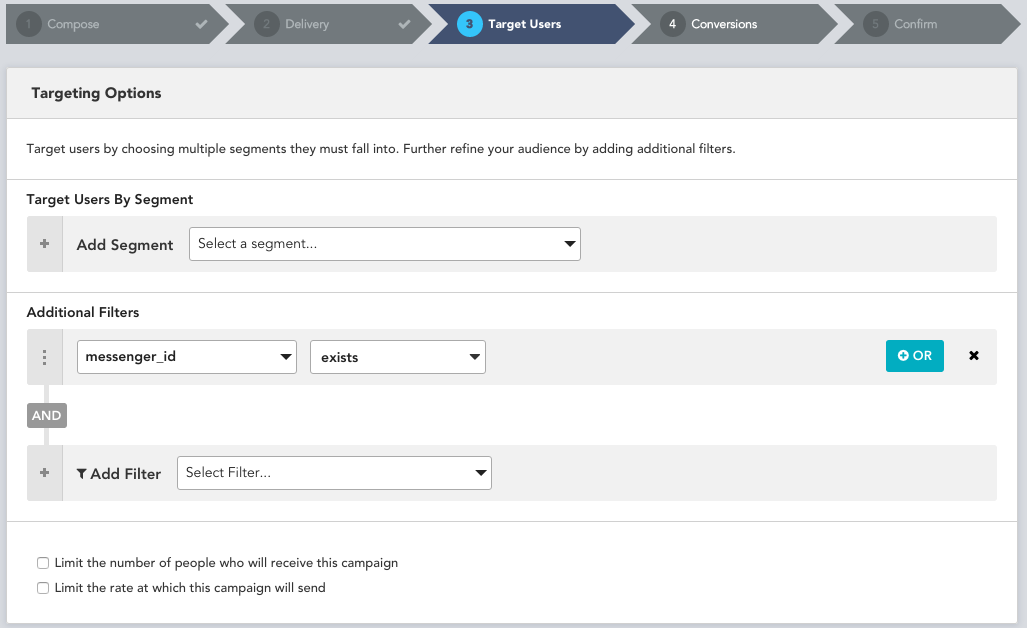 1 Compose 2 Delivery 3 Target Users 4 Conversions 5 Confirm
Targeting Options
Target users by choosing multiple segments they must fall into. Further refine your audience by adding additional filters.
Target Users By Segment
+ Add Segment Select a segment...
Additional Filters
messenger_id exists OR
AND
+ Add Filter Select Filter...
Limit the number of people who will receive this campaign
Limit the rate at which this campaign will send